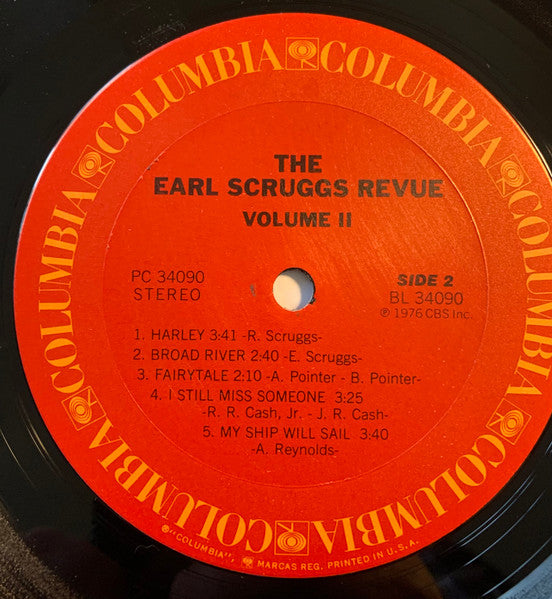 COLUMBIA COLUMBIA COLUMBIA COLUMBIA COLUMBIA COLUMBIA COLUMBIA COLUMBIA
THE
EARL SCRUGGS REVUE
VOLUME II
PC 34090
STEREO
SIDE 2
BL 34090
℗ 1976 CBS Inc.
1. HARLEY 3:41 -R. Scruggs-
2. BROAD RIVER 2:40 -E. Scruggs-
3. FAIRYTALE 2:10 -A. Pointer - B. Pointer-
4. I STILL MISS SOMEONE 3:25
-R. R. Cash, Jr. - J. R. Cash-
5. MY SHIP WILL SAIL 3:40
-A. Reynolds-
®"COLUMBIA", MARCAS REG. PRINTED IN U.S.A.